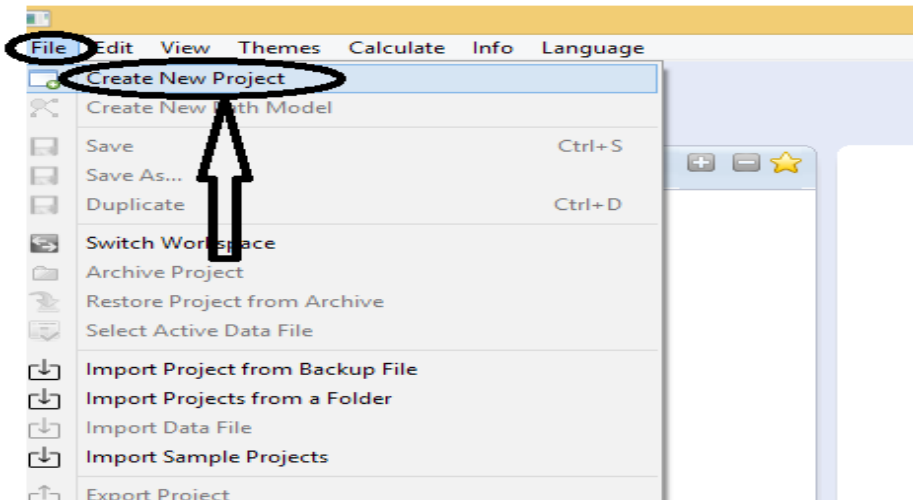 File Edit View Themes Calculate Info Language
Create New Project
Create New Path Model
Save Ctrl+S
Save As...
Duplicate Ctrl+D
Switch Workspace
Archive Project
Restore Project from Archive
Select Active Data File
Import Project from Backup File
Import Projects from a Folder
Import Data File
Import Sample Projects
Export Project